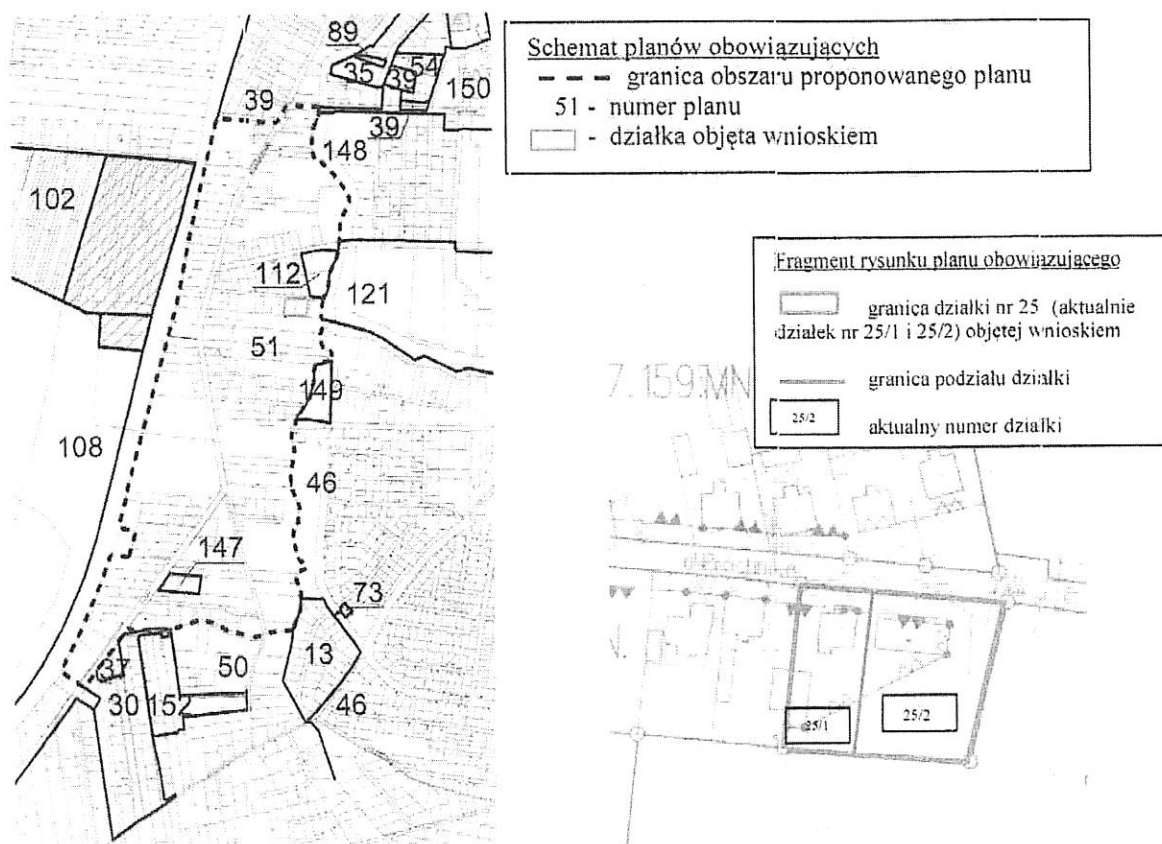 89
35
39
54
150
39
39
148
102
112
121
51
149
108
46
147
73
13
37
50
30
152
46
Schemat planów obowiązujących
granica obszaru proponowanego planu
51 - numer planu
- działka objęta wnioskiem
Fragment rysunku planu obowiązującego
granica działki nr 25 (aktualnie
działek nr 25/1 i 25/2) objętej wnioskiem
granica podziału działki
25/2
aktualny numer działki
7.159.MN
25/1
25/2